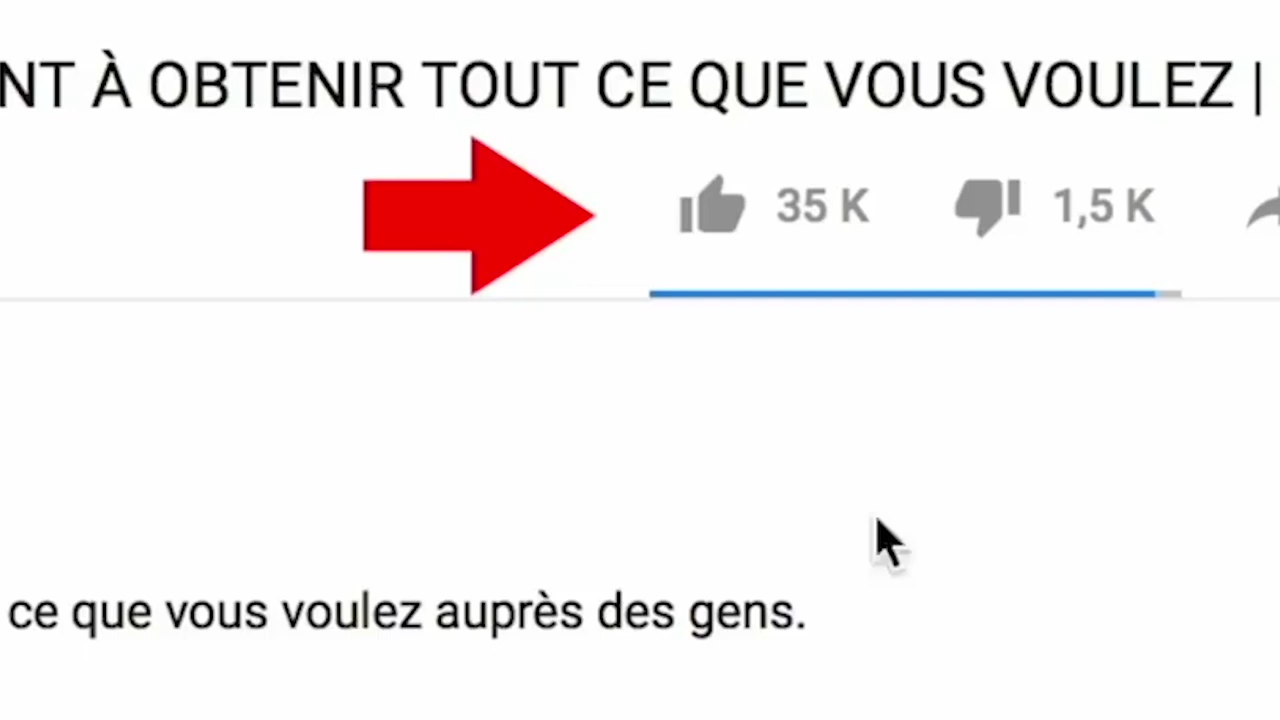 NT À OBTENIR TOUT CE QUE VOUS VOULEZ |
35 K 1,5 K
ce que vous voulez auprès des gens.